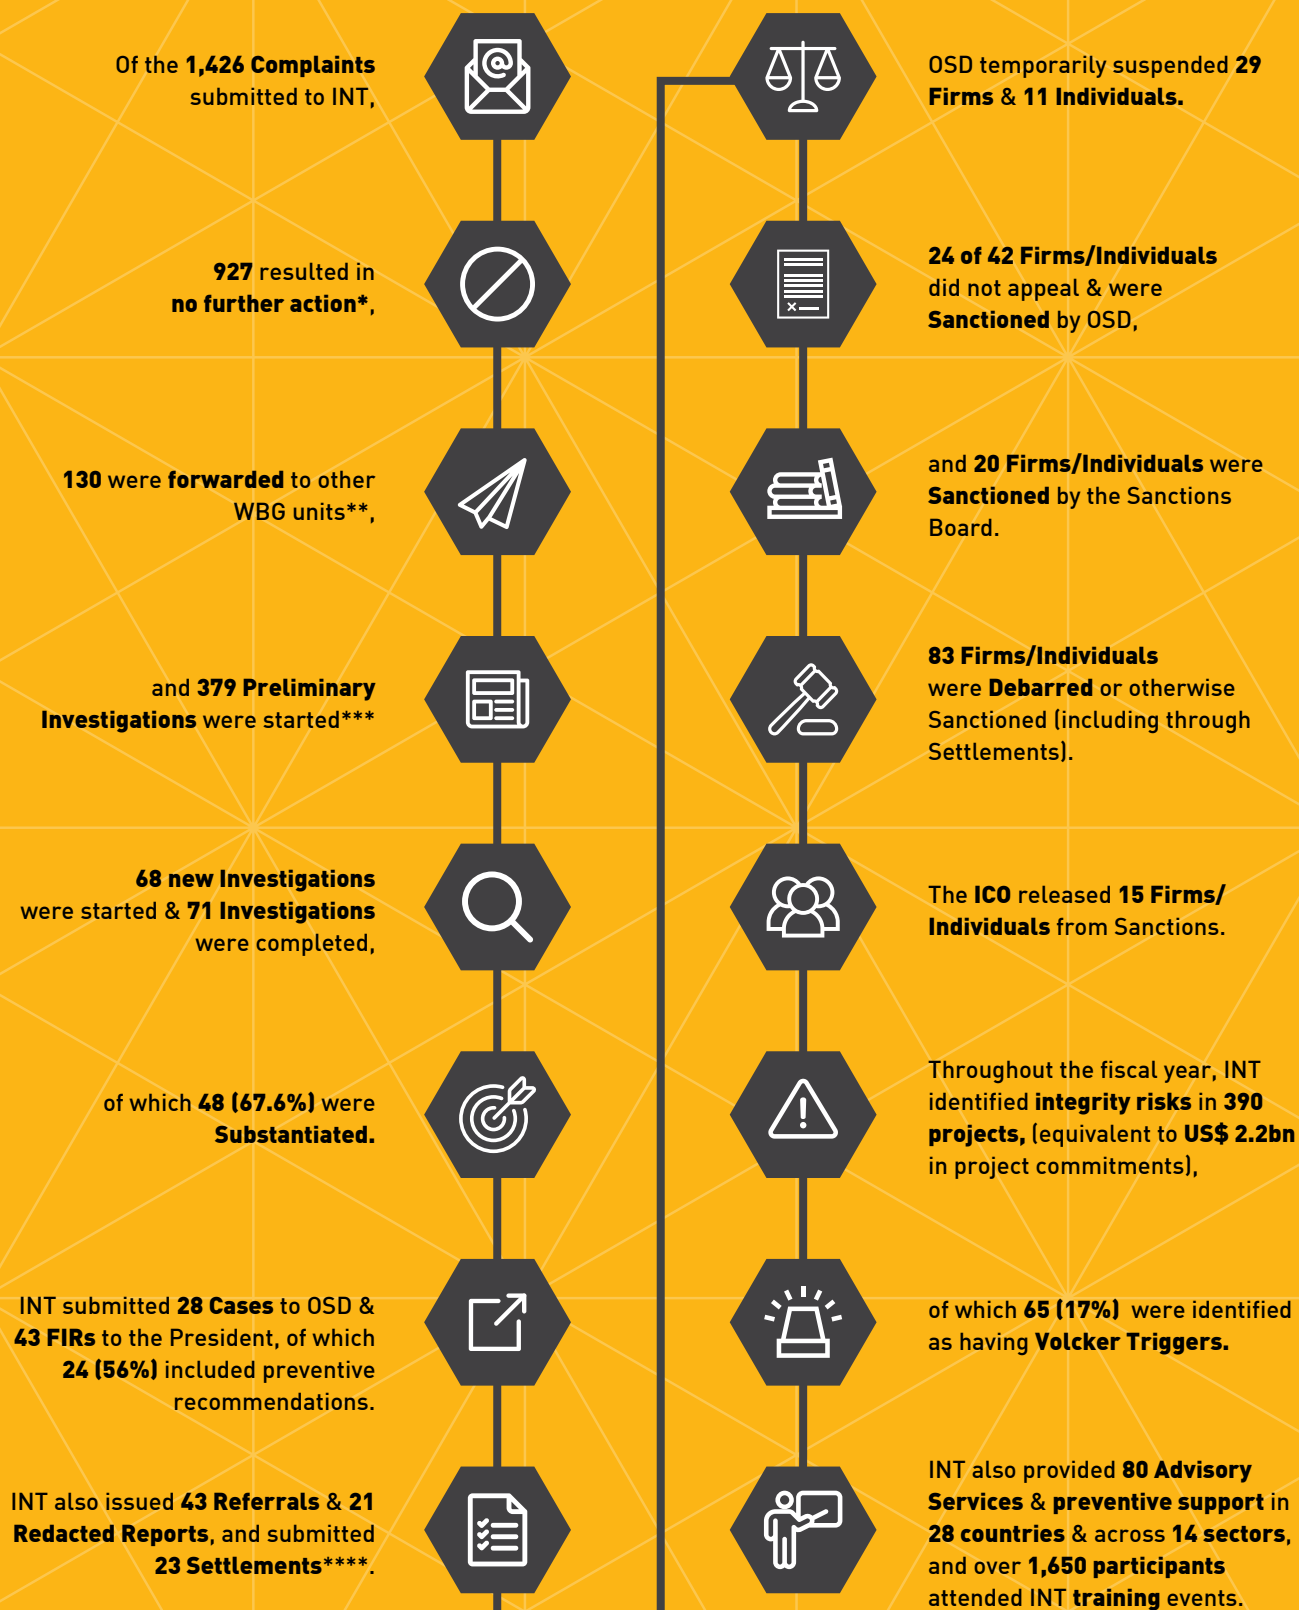 Of the 1,426 Complaints
submitted to INT,
927 resulted in
no further action*,
130 were forwarded to other
WBG units**,
and 379 Preliminary
Investigations were started***
68 new Investigations
were started & 71 Investigations
were completed,
of which 48 (67.6%) were
Substantiated.
INT submitted 28 Cases to OSD &
43 FIRs to the President, of which
24 (56%) included preventive
recommendations.
INT also issued 43 Referrals & 21
Redacted Reports, and submitted
23 Settlements****.
OSD temporarily suspended 29
Firms & 11 Individuals.
24 of 42 Firms/Individuals
did not appeal & were
Sanctioned by OSD,
and 20 Firms/Individuals were
Sanctioned by the Sanctions
Board.
83 Firms/Individuals
were Debarred or otherwise
Sanctioned (including through
Settlements).
The ICO released 15 Firms/
Individuals from Sanctions.
Throughout the fiscal year, INT
identified integrity risks in 390
projects, (equivalent to US$ 2.2bn
in project commitments),
of which 65 (17%) were identified
as having Volcker Triggers.
INT also provided 80 Advisory
Services & preventive support in
28 countries & across 14 sectors,
and over 1,650 participants
attended INT training events.